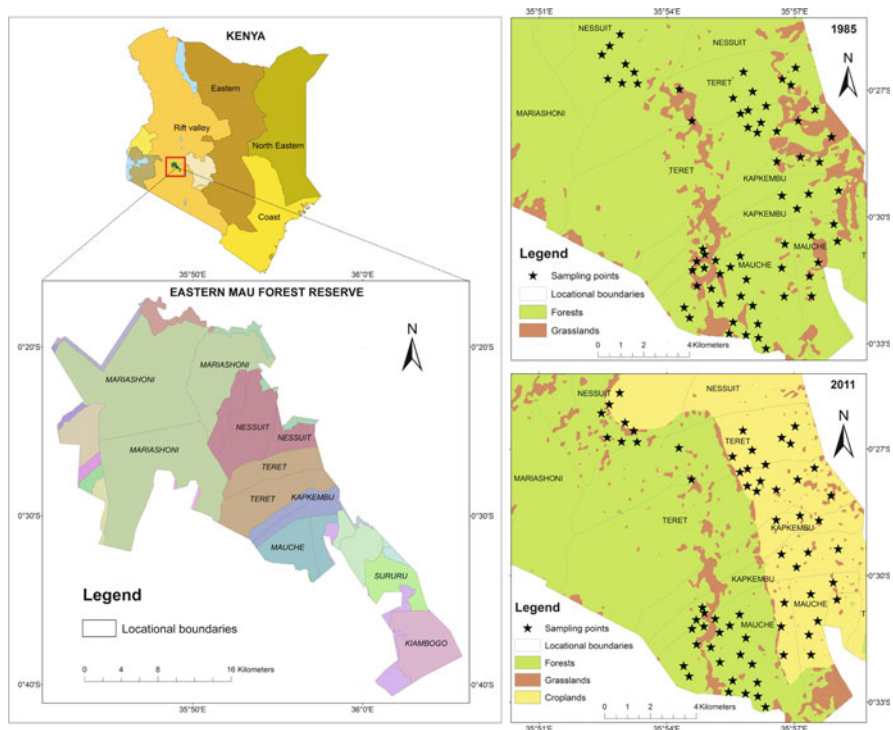 KENYA
Eastern
Rift valley
North Eastern
Coast
35°50'E
36°0'E
EASTERN MAU FOREST RESERVE
N
0°20'S
0°30'S
0°40'S
MARIASHONI
MARIASHONI
MARIASHONI
NESSUIT
NESSUIT
TERET
TERET
KAPKEMBU
MAUCHE
SURURU
KIAMBOGO
Legend
Locational boundaries
0 4 8 16 Kilometers
35°50'E
36°0'E
35°51'E
35°54'E
35°57'E
1985
N
NESSUIT
NESSUIT
TERET
0°27'S
MARIASHONI
TERET
KAPKEMBU
KAPKEMBU
0°30'S
MAUCHE
MAUCHE
T
Legend
Sampling points
Locational boundaries
Forests
Grasslands
0 1 2 4 Kilometers
0°33'S
2011
N
NESSUIT
NESSUIT
TERET
0°27'S
MARIASHONI
TERET
KAPKEMBU
KAPKEMBU
0°30'S
MAUCHE
MAUCHE
T
Legend
Sampling points
Locational boundaries
Forests
Grasslands
Croplands
0 1 2 4 Kilometers
0°33'S
35°51'E
35°54'E
35°57'E